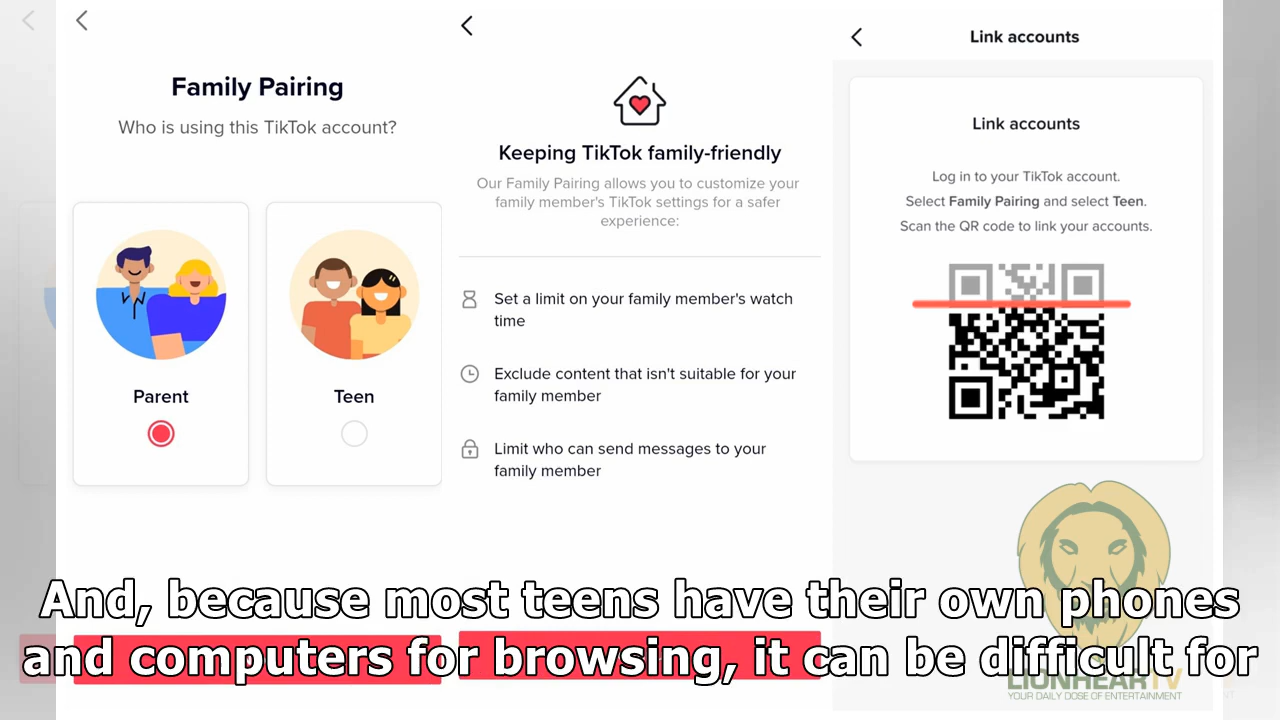 Family Pairing
Who is using this TikTok account?
Parent
Teen
Keeping TikTok family-friendly
Our Family Pairing allows you to customize your
family member's TikTok settings for a safer
experience:
Set a limit on your family member's watch
time
Exclude content that isn't suitable for your
family member
Limit who can send messages to your
family member
Link accounts
Link accounts
Log in to your TikTok account.
Select Family Pairing and select Teen.
Scan the QR code to link your accounts.
And, because most teens have their own phones
and computers for browsing, it can be difficult for
LIONHEARTV
YOUR DAILY DOSE OF ENTERTAINMENT